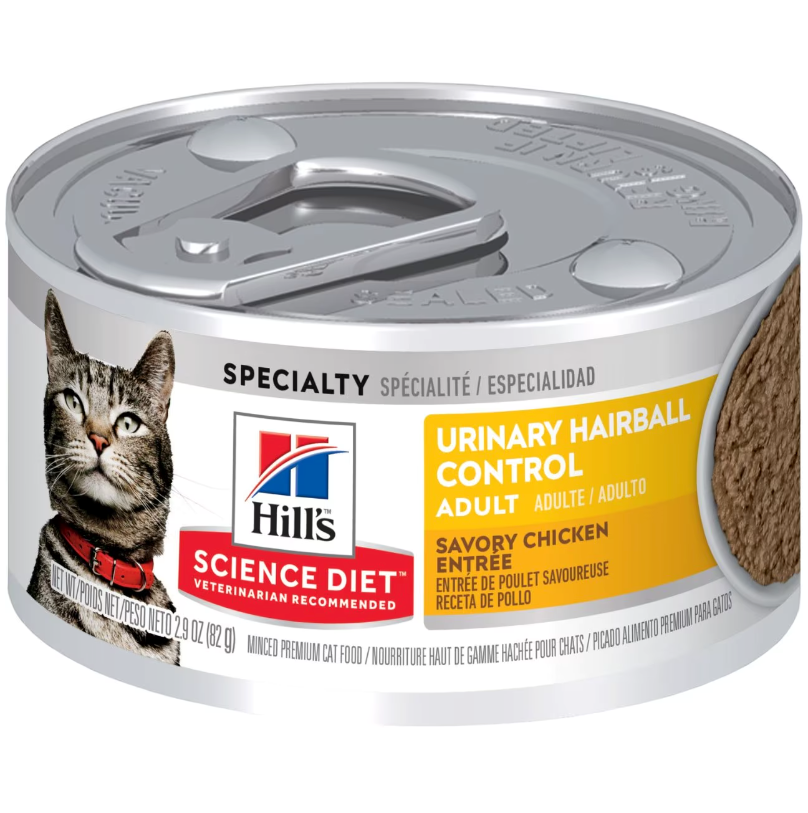 SEALED
SPECIALTY SPÉCIALITÉ / ESPECIALIDAD
Hill's™
SCIENCE DIET™
VETERINARIAN RECOMMENDED
URINARY HAIRBALL
CONTROL
ADULT ADULTE / ADULTO
SAVORY CHICKEN
ENTRÉE
ENTRÉE DE POULET SAVOUREUSE
RECETA DE POLLO
NET WT/POIDS NET/PESO NETO 2.9 OZ (82 g)
MINCED PREMIUM CAT FOOD / NOURRITURE HAUT DE GAMME HACHÉE POUR CHATS / PICADO ALIMENTO PREMIUM PARA GATOS